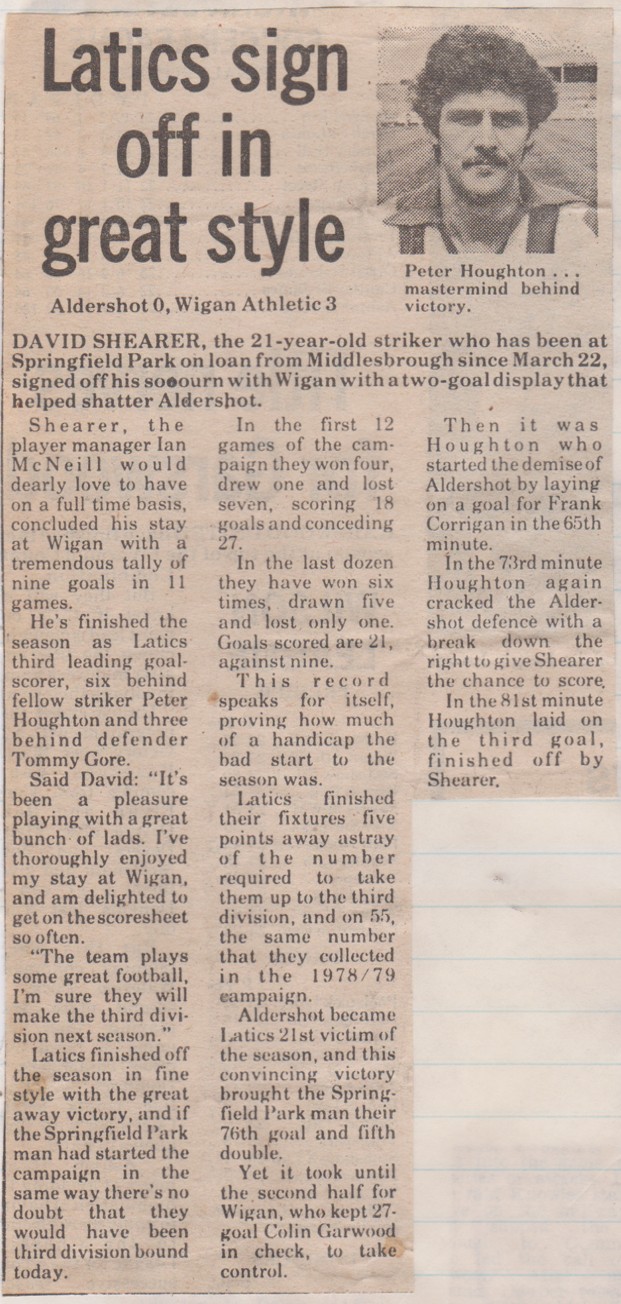 Latics sign
off in
great style
Peter Houghton . . .
mastermind behind
victory.
Aldershot 0, Wigan Athletic 3
DAVID SHEARER, the 21-year-old striker who has been at
Springfield Park on loan from Middlesbrough since March 22,
signed off his sooourn with Wigan with a two-goal display that
helped shatter Aldershot.
Shearer, the
player manager Ian
McNeill would
dearly love to have
on a full time basis,
concluded his stay
at Wigan with a
tremendous tally of
nine goals in 11
games.
He's finished the
season as Latics
third leading goal-
scorer, six behind
fellow striker Peter
Houghton and three
behind defender
Tommy Gore.
Said David: "It's
been a pleasure
playing with a great
bunch of lads. I've
thoroughly enjoyed
my stay at Wigan,
and am delighted to
get on the scoresheet
so often.
"The team plays
some great football,
I'm sure they will
make the third divi-
sion next season."
Latics finished off
the season in fine
style with the great
away victory, and if
the Springfield Park
man had started the
campaign in the
same way there's no
doubt that they
would have been
third division bound
today.
In the first 12
games of the cam-
paign they won four,
drew one and lost
seven, scoring 18
goals and conceding
27.
In the last dozen
they have won six
times, drawn five
and lost only one.
Goals scored are 21,
against nine.
This record
speaks for itself,
proving how much
of a handicap the
bad start to the
season was.
Latics finished
their fixtures five
points away astray
of the number
required to take
them up to the third
division, and on 55,
the same number
that they collected
in the 1978/79
campaign.
Aldershot became
Latics 21st victim of
the season, and this
convincing victory
brought the Spring-
field Park man their
76th goal and fifth
double.
Yet it took until
the second half for
Wigan, who kept 27-
goal Colin Garwood
in check, to take
control.
Then it was
Houghton who
started the demise of
Aldershot by laying
on a goal for Frank
Corrigan in the 65th
minute.
In the 73rd minute
Houghton again
cracked the Alder-
shot defence with a
break down the
right to give Shearer
the chance to score.
In the 81st minute
Houghton laid on
the third goal,
finished off by
Shearer.